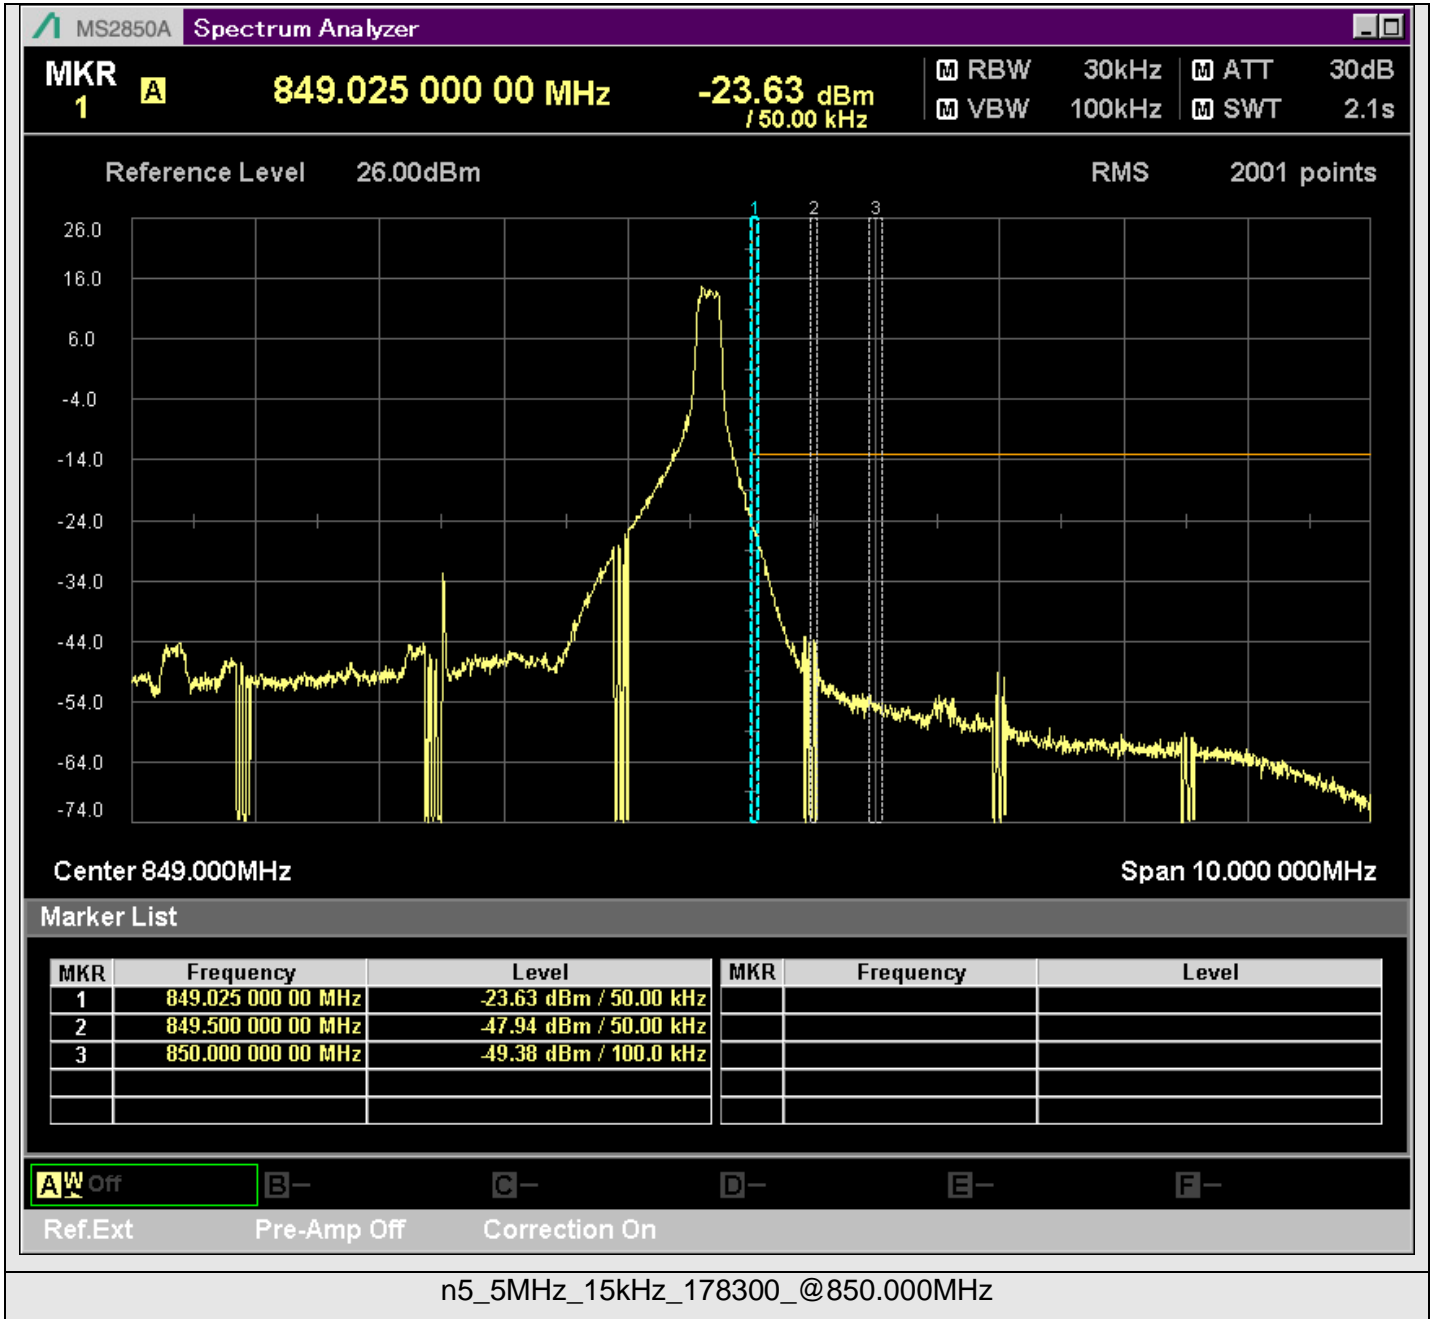 MS2850A Spectrum Analyzer
MKR 1 A 849.025 000 00 MHz -23.63 dBm / 50.00 kHz
M RBW 30kHz M ATT 30dB
M VBW 100kHz M SWT 2.1s
Reference Level 26.00dBm RMS 2001 points
1 2 3
26.0
16.0
6.0
-4.0
-14.0
-24.0
-34.0
-44.0
-54.0
-64.0
-74.0
Center 849.000MHz Span 10.000 000MHz
Marker List
MKR Frequency Level MKR Frequency Level
1 849.025 000 00 MHz -23.63 dBm / 50.00 kHz
2 849.500 000 00 MHz -47.94 dBm / 50.00 kHz
3 850.000 000 00 MHz -49.38 dBm / 100.0 kHz
A W Off B – C – D – E – F –
Ref.Ext Pre-Amp Off Correction On
n5_5MHz_15kHz_178300_@850.000MHz